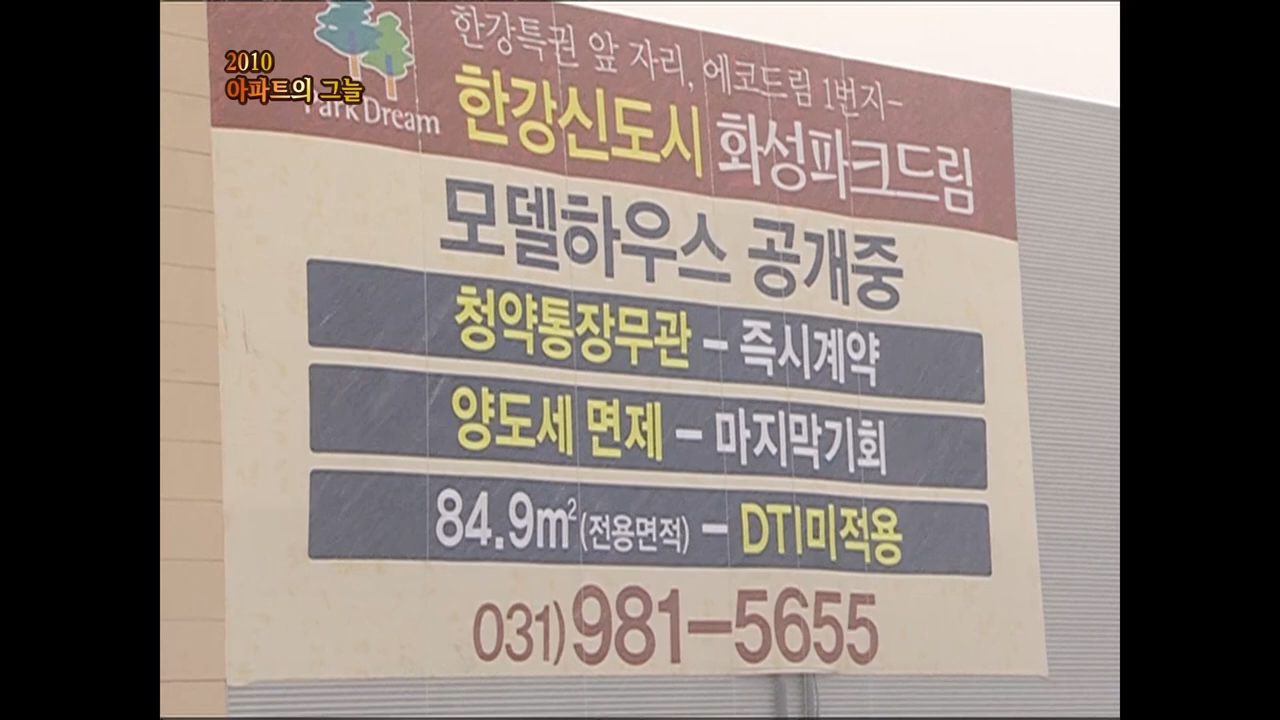 2010
아파트의 그늘
Park Dream
한강특권 앞 자리, 에코드림 1번지-
한강신도시 화성파크드림
모델하우스 공개중
청약통장무관 - 즉시계약
양도세 면제 - 마지막기회
84.9m²(전용면적) - DTI미적용
031)981-5655